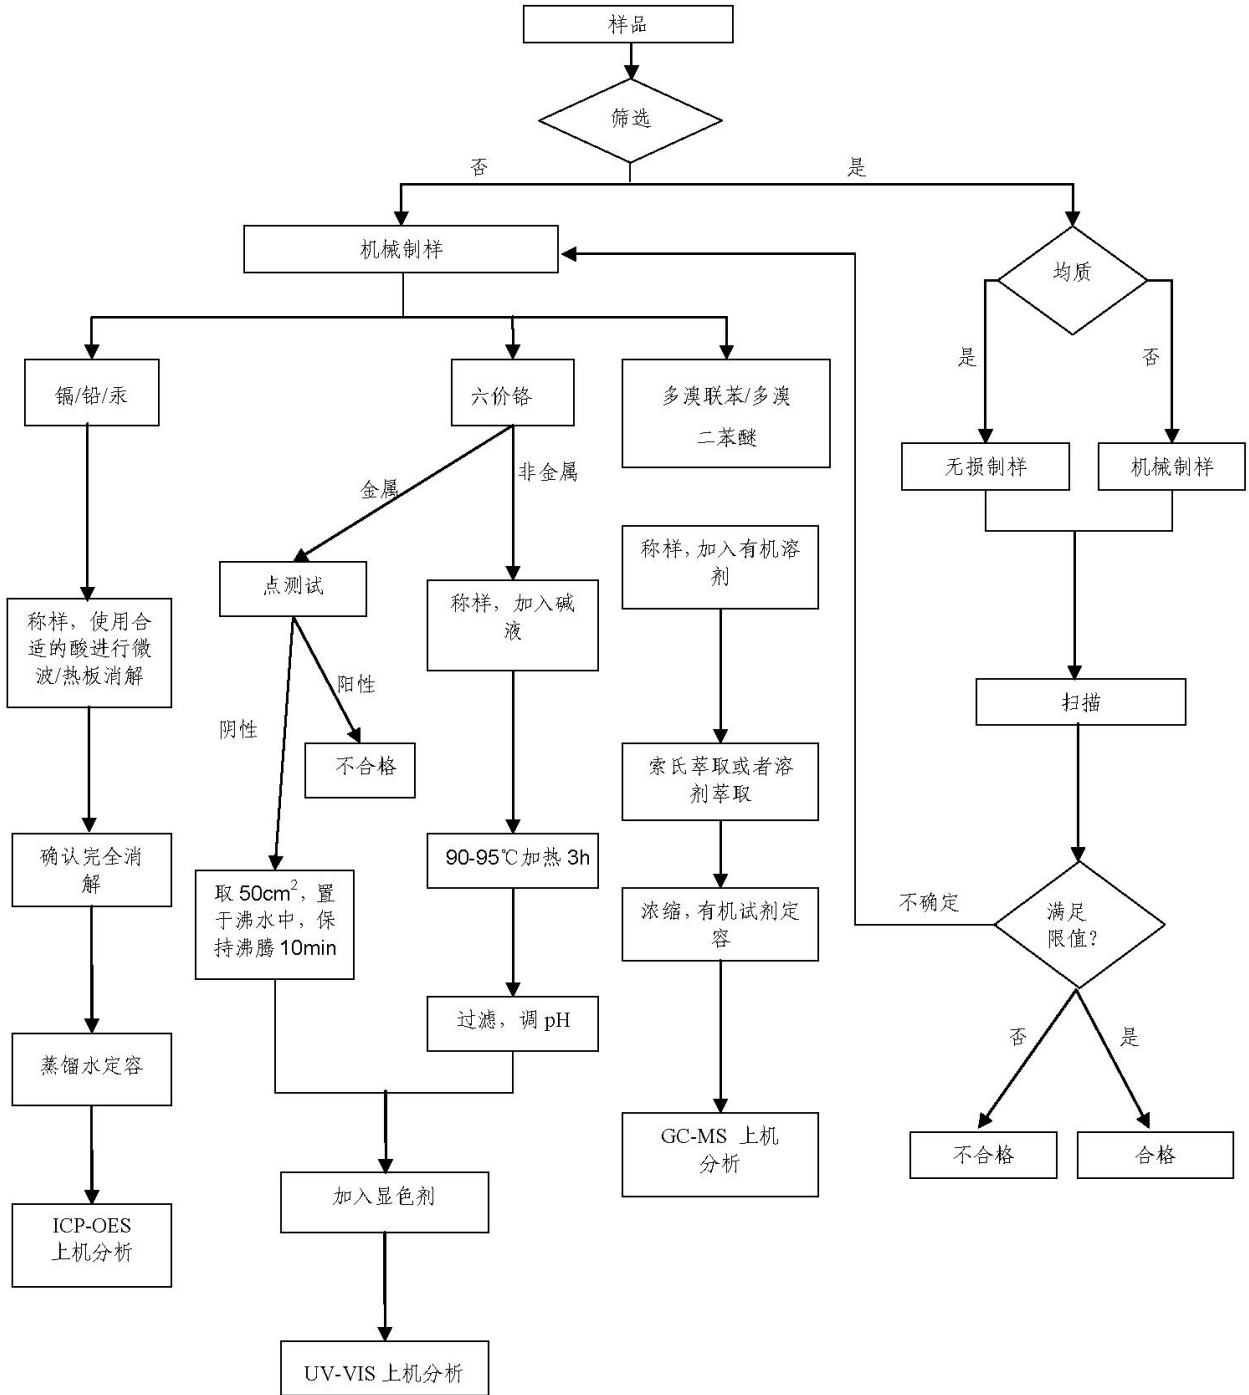 样品
筛选
否
是
机械制样
均质
是
否
镉/铅/汞
六价铬
多溴联苯/多溴
二苯醚
无损制样
机械制样
金属
非金属
点测试
称样，加入有机溶
剂
称样，使用合
适的酸进行微
波/热板消解
称样，加入碱
液
阳性
阴性
不合格
扫描
索氏萃取或者溶
剂萃取
确认完全消
解
90-95℃加热 3h
取 50cm²，置
于沸水中，保
持沸腾 10min
浓缩，有机试剂定
容
不确定
满足
限值？
过滤，调 pH
否
是
蒸馏水定容
GC-MS 上机
分析
不合格
合格
加入显色剂
ICP-OES
上机分析
UV-VIS 上机分析